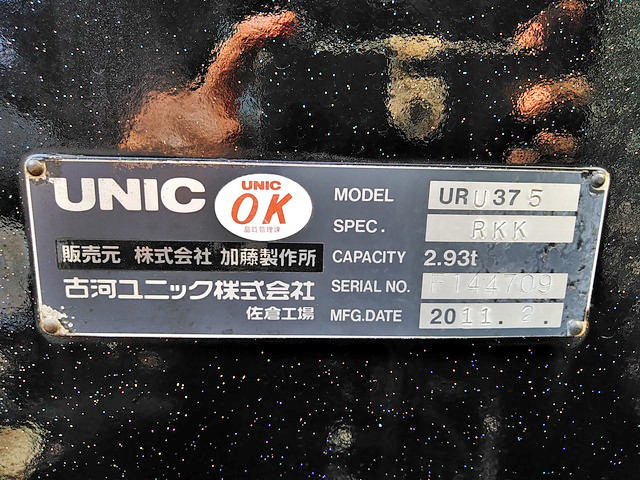 UNIC
UNIC
OK
品質管理課
販売元 株式会社 加藤製作所
古河ユニック株式会社
佐倉工場
MODEL URU375
SPEC. RKK
CAPACITY 2.93t
SERIAL NO. F144709
MFG.DATE 2011.2.